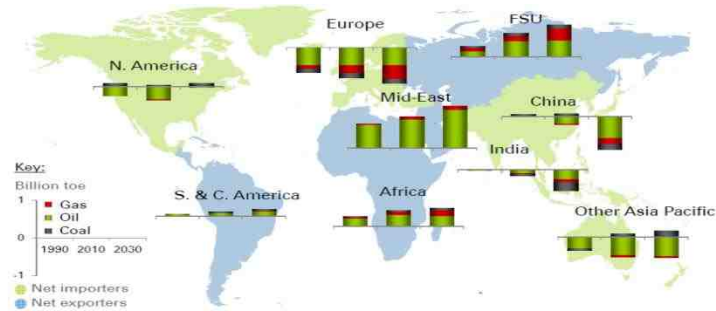 Europe
FSU
N. America
Mid-East
China
India
Key:
Billion toe
1
Gas
Oil
0
Coal
1990 2010 2030
-1
Net importers
Net exporters
S. & C. America
Africa
Other Asia Pacific